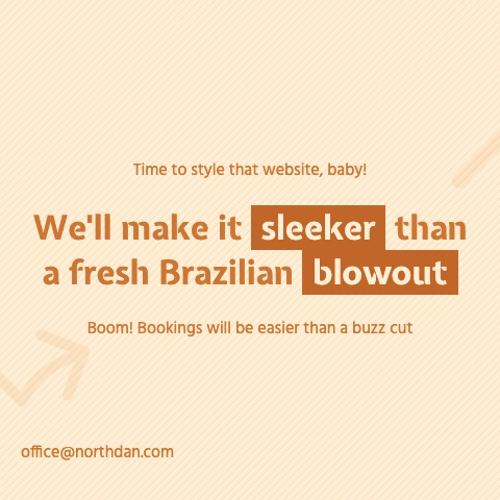 Time to style that website, baby!
We'll make it sleeker than
a fresh Brazilian blowout
Boom! Bookings will be easier than a buzz cut
office@northdan.com